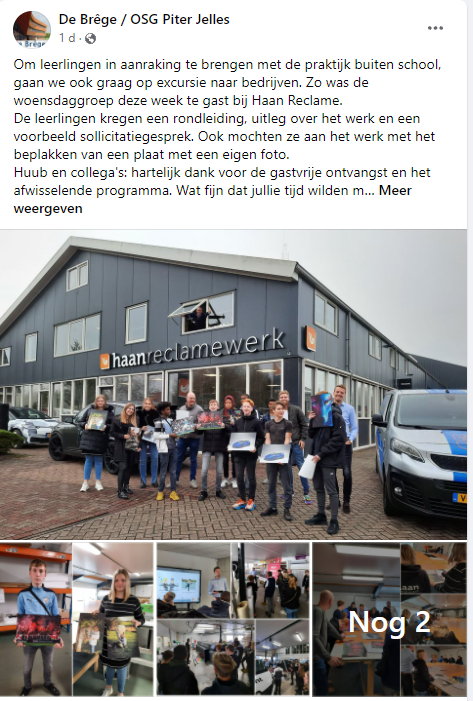 De Brêge / OSG Piter Jelles
1 d ·
Om leerlingen in aanraking te brengen met de praktijk buiten school,
gaan we ook graag op excursie naar bedrijven. Zo was de
woensdaggroep deze week te gast bij Haan Reclame.
De leerlingen kregen een rondleiding, uitleg over het werk en een
voorbeeld sollicitatiegesprek. Ook mochten ze aan het werk met het
beplakken van een plaat met een eigen foto.
Huub en collega's: hartelijk dank voor de gastvrije ontvangst en het
afwisselende programma. Wat fijn dat jullie tijd wilden m... Meer
weergeven
haanreclamewerk
Nog 2